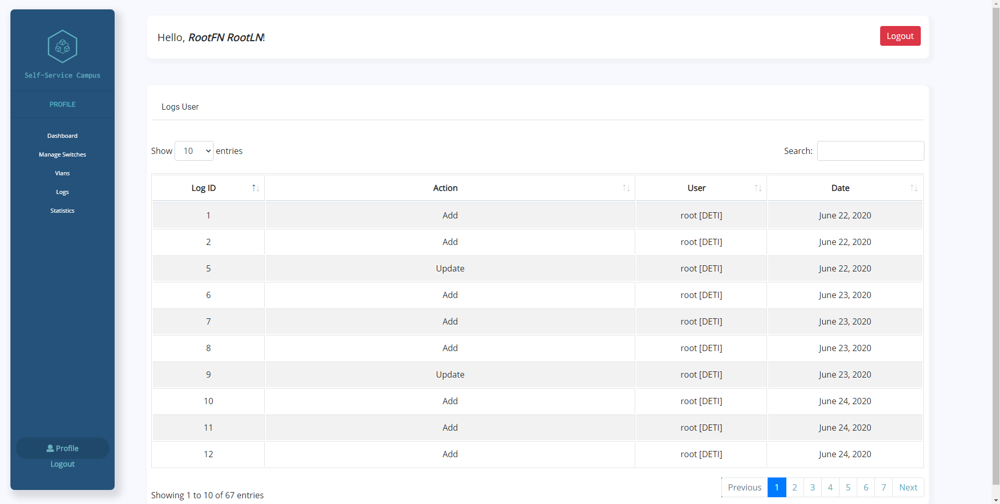 Self-Service Campus
PROFILE
Dashboard
Manage Switches
Vlans
Logs
Statistics
Profile
Logout
Hello, RootFN RootLN!
Logout
Logs User
Show 10 entries
Search:
Log ID Action User Date
1 Add root [DETI] June 22, 2020
2 Add root [DETI] June 22, 2020
5 Update root [DETI] June 22, 2020
6 Add root [DETI] June 23, 2020
7 Add root [DETI] June 23, 2020
8 Add root [DETI] June 23, 2020
9 Update root [DETI] June 23, 2020
10 Add root [DETI] June 24, 2020
11 Add root [DETI] June 24, 2020
12 Add root [DETI] June 24, 2020
Showing 1 to 10 of 67 entries
Previous 1 2 3 4 5 6 7 Next